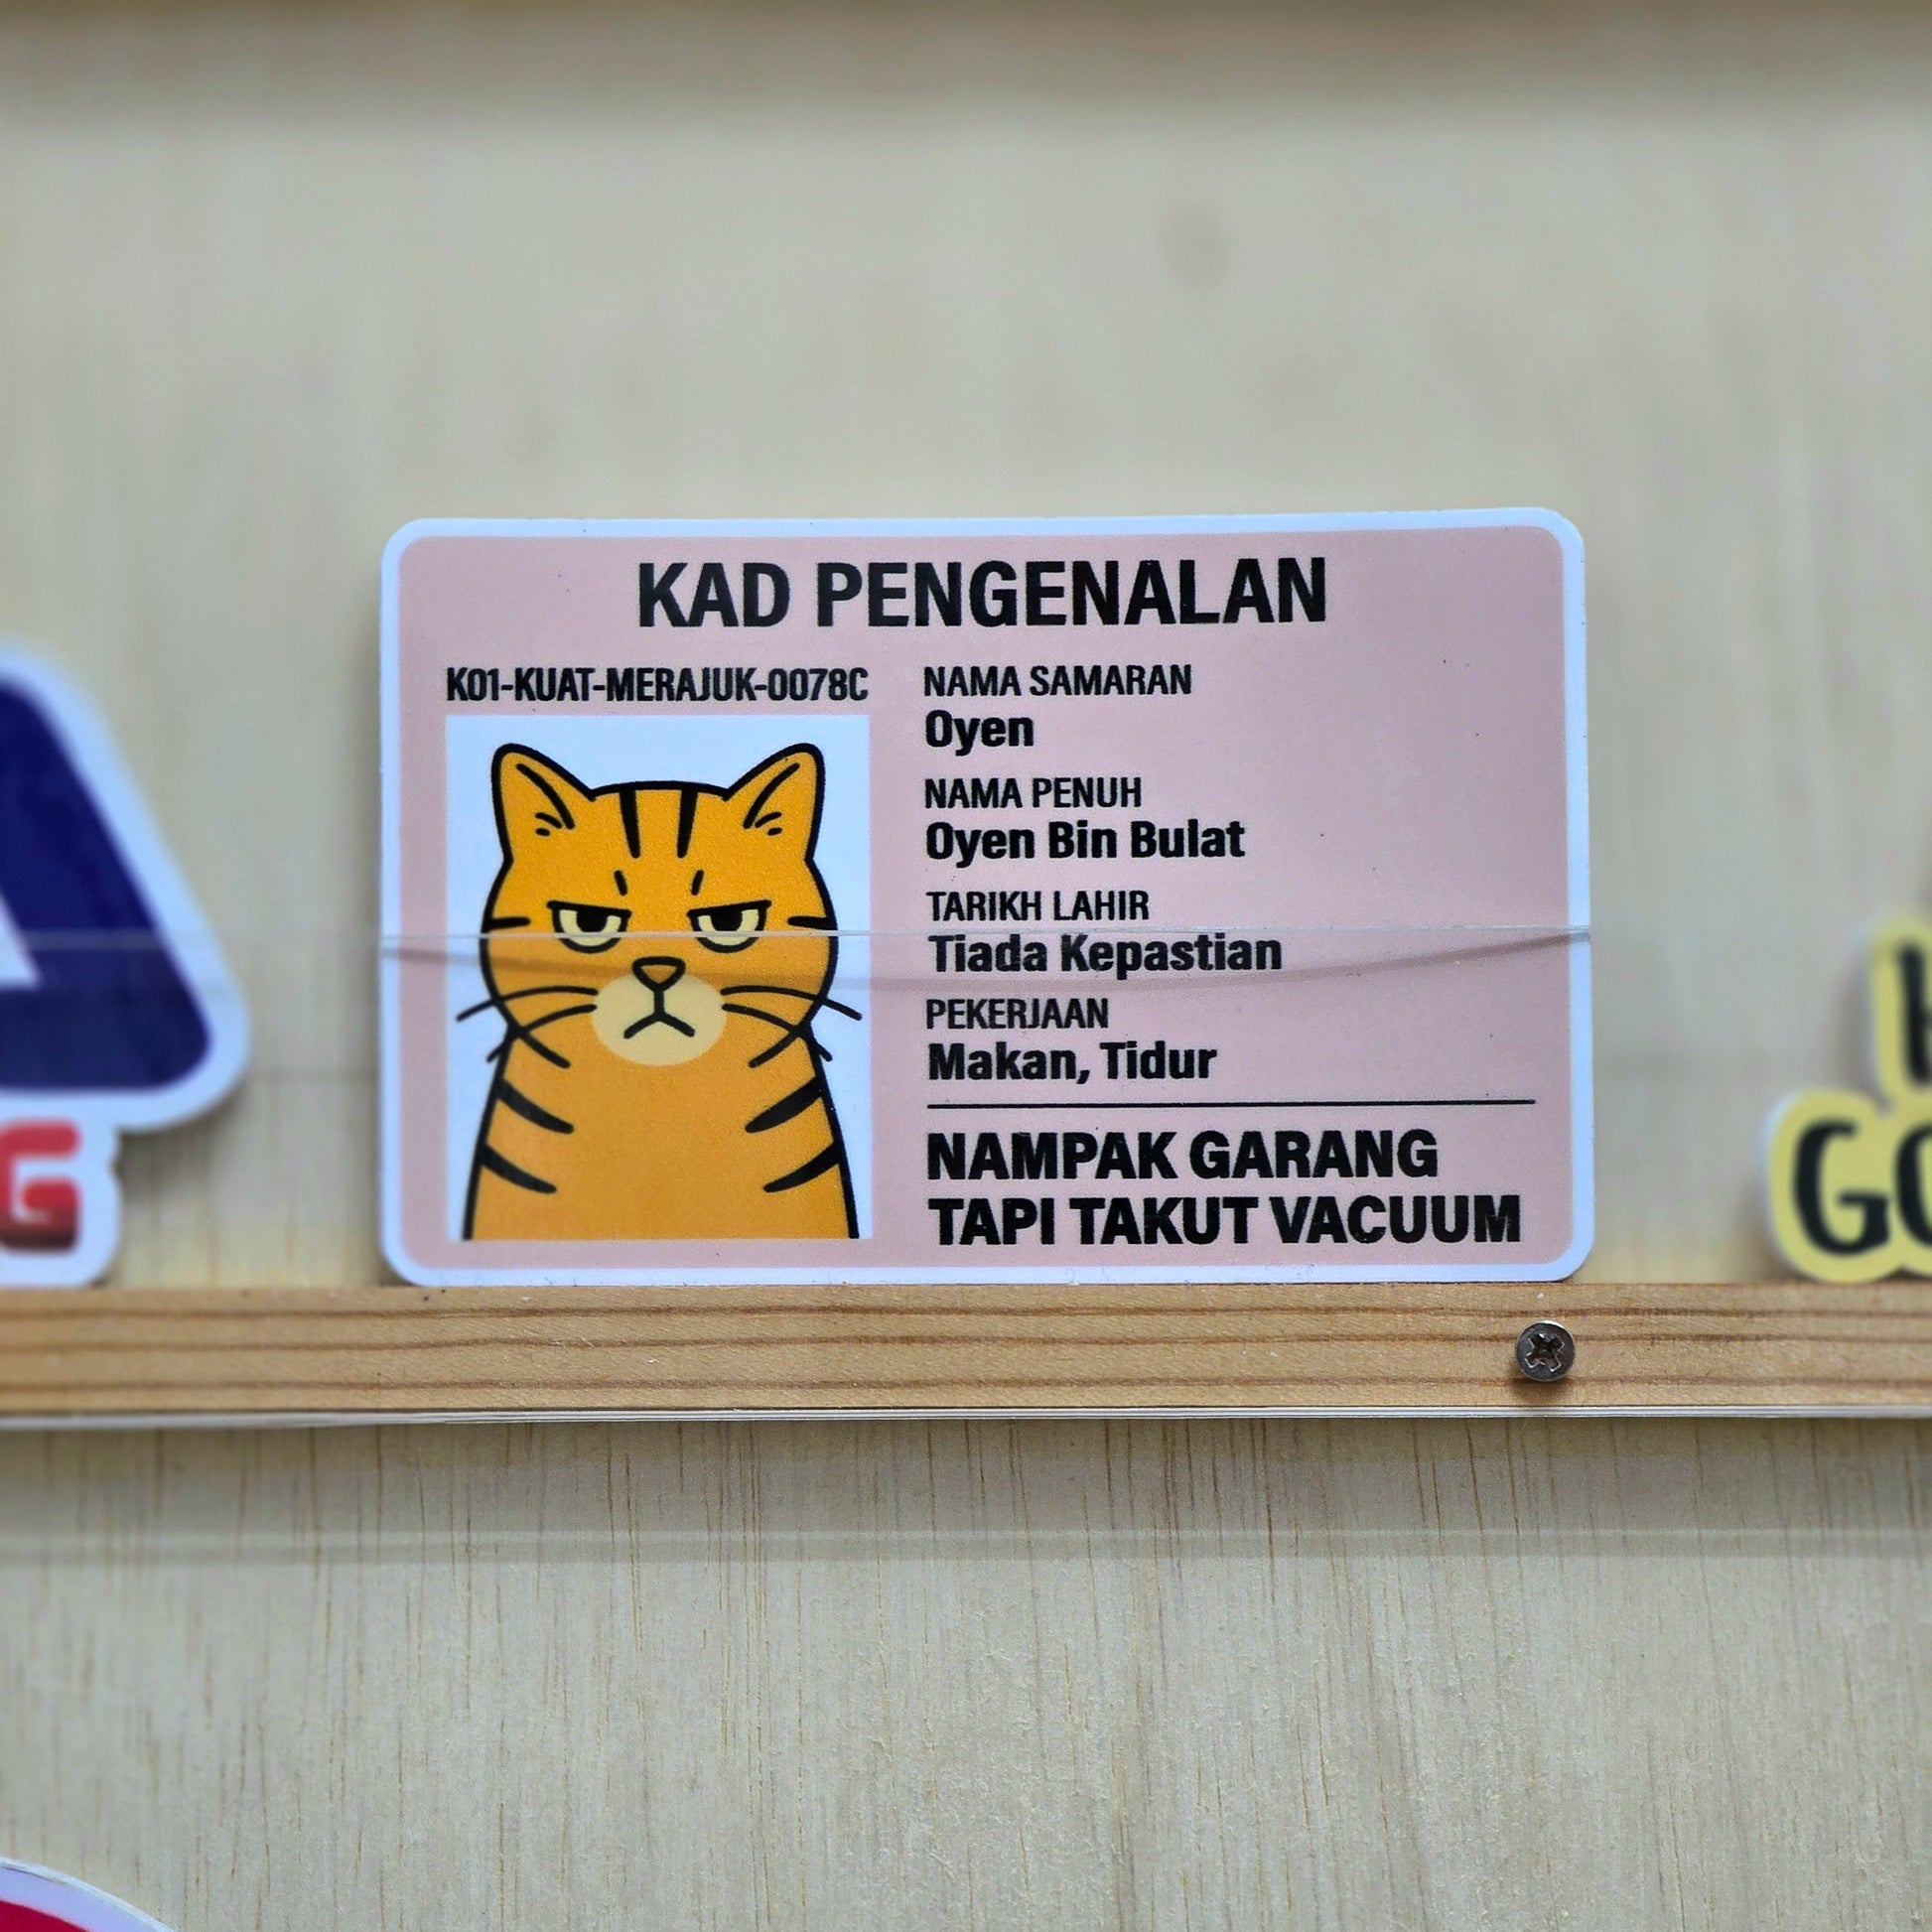 KAD PENGENALAN
K01-KUAT-MERAJUK-0078C
NAMA SAMARAN
Oyen
NAMA PENUH
Oyen Bin Bulat
TARIKH LAHIR
Tiada Kepastian
PEKERJAAN
Makan, Tidur
NAMPAK GARANG
TAPI TAKUT VACUUM